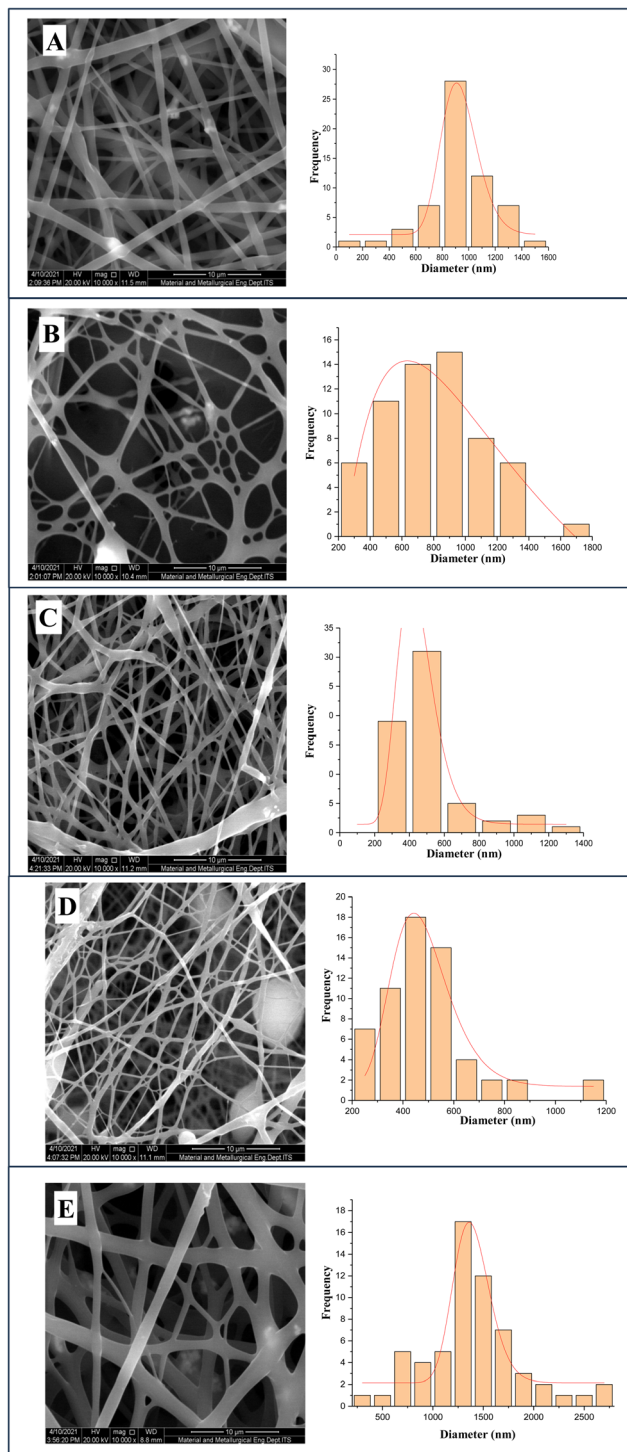 A
30
25
20
15
10
5
0
Frequency
0 200 400 600 800 1000 1200 1400 1600
Diameter (nm)
4/10/2021 HV mag WD 10 µm
2:09:36 PM 20.00 kV 10 000 x 11.5 mm Material and Metallurgical Eng.Dept.ITS
B
16
14
12
10
8
6
4
2
0
Frequency
200 400 600 800 1000 1200 1400 1600 1800
Diameter (nm)
4/10/2021 HV mag WD 10 µm
2:01:07 PM 20.00 kV 10 000 x 10.4 mm Material and Metallurgical Eng.Dept.ITS
C
35
30
5
0
5
0
5
0
Frequency
0 200 400 600 800 1000 1200 1400
Diameter (nm)
4/10/2021 HV mag WD 10 µm
4:21:33 PM 20.00 kV 10 000 x 11.2 mm Material and Metallurgical Eng.Dept.ITS
D
20
18
16
14
12
10
8
6
4
2
0
Frequency
200 400 600 800 1000 1200
Diameter (nm)
4/10/2021 HV mag WD 10 µm
4:07:32 PM 20.00 kV 10 000 x 11.1 mm Material and Metallurgical Eng.Dept.ITS
E
18
16
14
12
10
8
6
4
2
0
Frequency
500 1000 1500 2000 2500
Diameter (nm)
4/10/2021 HV mag WD 10 µm
3:56:20 PM 20.00 kV 10 000 x 8.8 mm Material and Metallurgical Eng.Dept.ITS